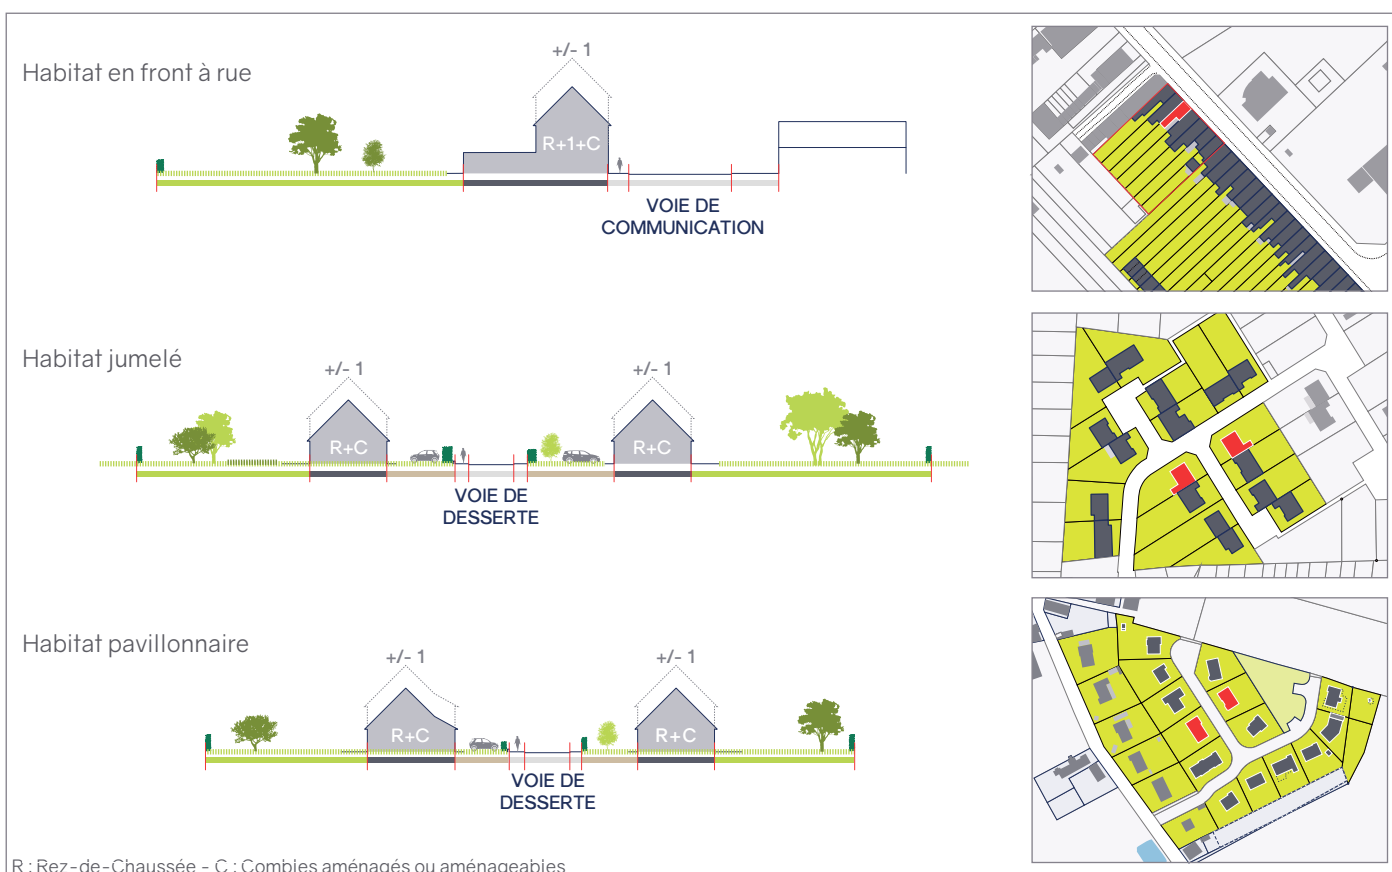 Habitat en front à rue
+/- 1
R+1+C
VOIE DE
COMMUNICATION
Habitat jumelé
+/- 1
+/- 1
R+C
R+C
VOIE DE
DESSERTE
Habitat pavillonnaire
+/- 1
+/- 1
R+C
R+C
VOIE DE
DESSERTE
R : Rez-de-Chaussée - C : Combles aménagés ou aménageables